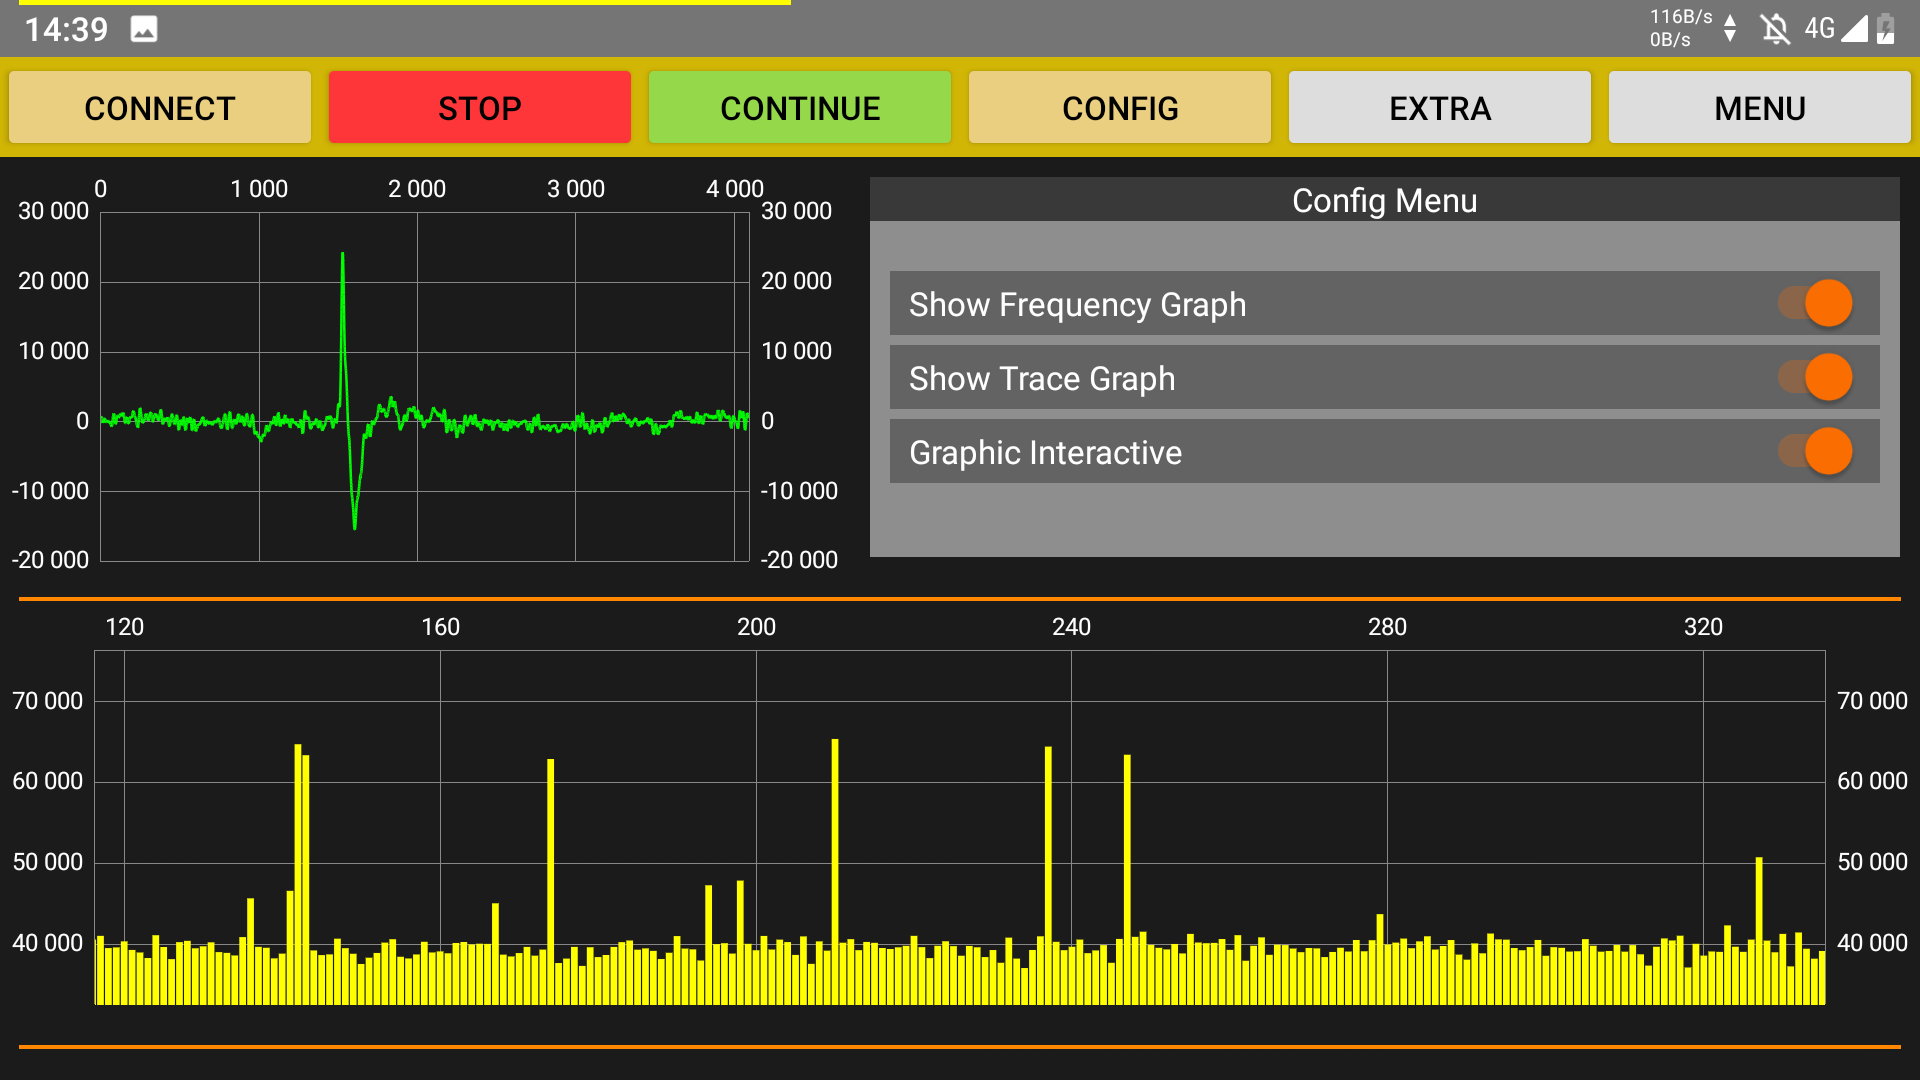 14:39
116B/s
0B/s
4G
CONNECT STOP CONTINUE CONFIG EXTRA MENU
0 1 000 2 000 3 000 4 000
30 000 30 000
20 000 20 000
10 000 10 000
0 0
-10 000 -10 000
-20 000 -20 000
Config Menu
Show Frequency Graph
Show Trace Graph
Graphic Interactive
120 160 200 240 280 320
70 000 70 000
60 000 60 000
50 000 50 000
40 000 40 000